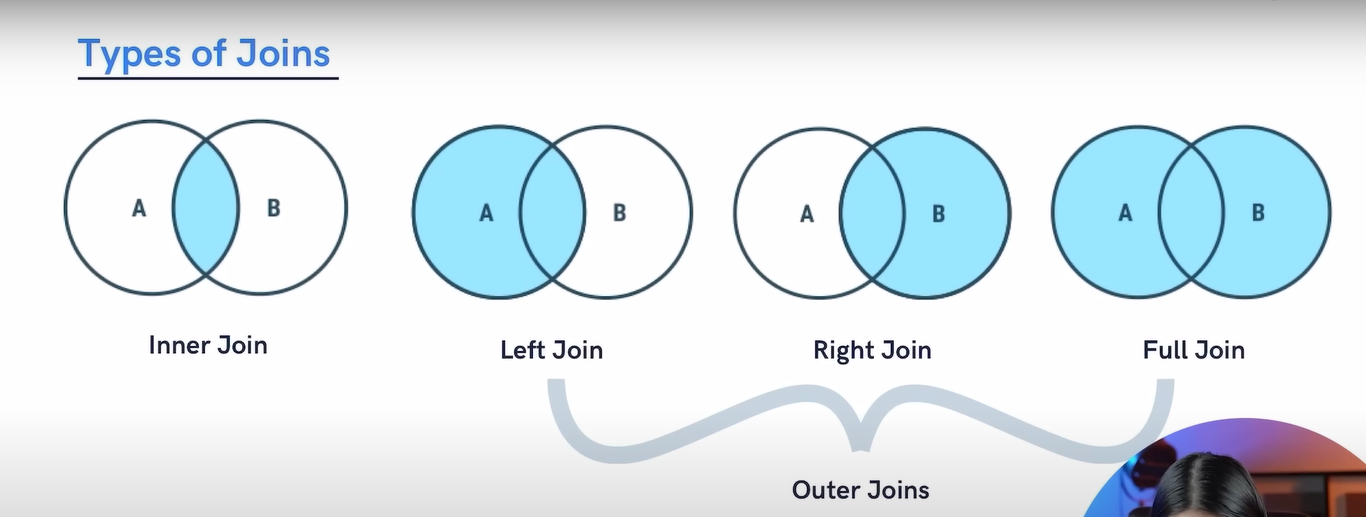 Types of Joins
A B
A B
A B
A B
Inner Join
Left Join
Right Join
Full Join
Outer Joins